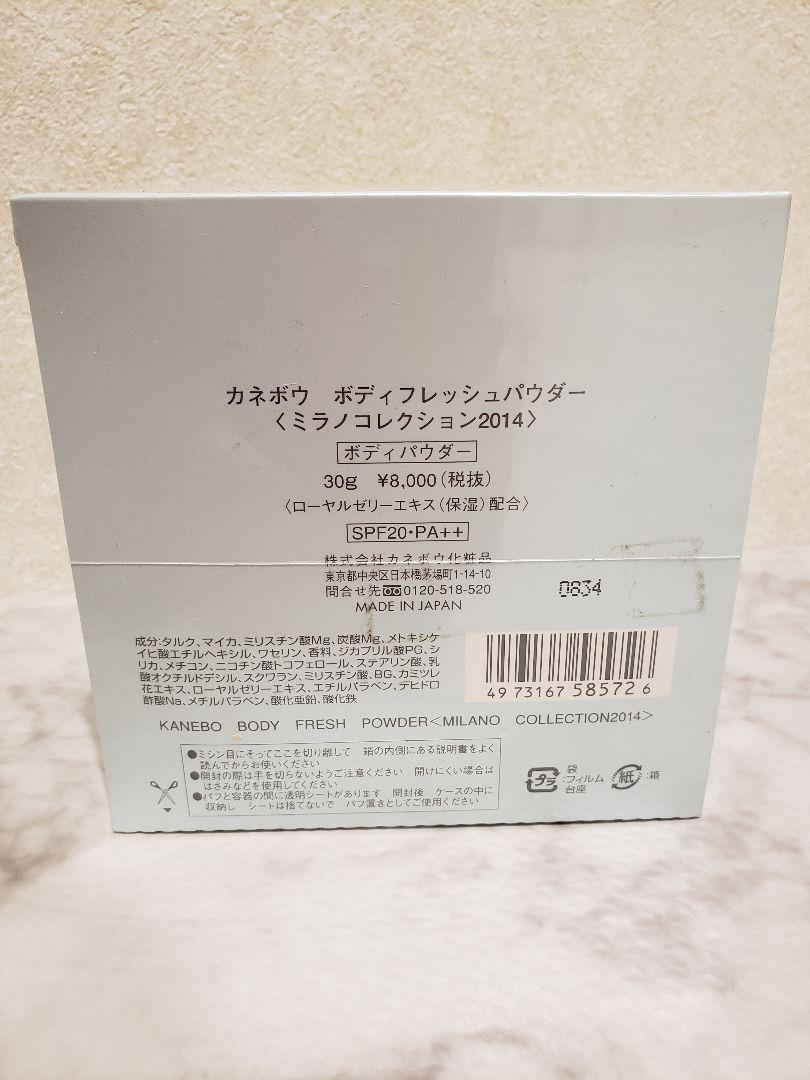 カネボウ　ボディフレッシュパウダー
〈ミラノコレクション2014〉
ボディパウダー
30g　¥8,000（税抜）
〈ローヤルゼリーエキス（保湿）配合〉
SPF20・PA++
株式会社カネボウ化粧品
東京都中央区日本橋茅場町1-14-10
問合せ先 0120-518-520
MADE IN JAPAN
0834
成分：タルク、マイカ、ミリスチン酸Mg、炭酸Mg、メトキシケ
イヒ酸エチルヘキシル、ワセリン、香料、ジカプリル酸PG、シ
リカ、メチコン、ニコチン酸トコフェロール、ステアリン酸、乳
酸オクチルドデシル、スクワラン、ミリスチン酸、BG、カミツレ
花エキス、ローヤルゼリーエキス、エチルパラベン、デヒドロ
酢酸Na、メチルパラベン、酸化亜鉛、酸化鉄
4 973167 585726
KANEBO BODY FRESH POWDER<MILANO COLLECTION2014>
●ミシン目にそってここを切り離して　箱の内側にある説明書をよく
読んでからお使いください
●開封の際は手を切らないようご注意ください　開けにくい場合は
はさみなどを使用してください
●パフと容器の間に透明シートがあります　開封後　ケースの中に
収納し　シートは捨てないで　パフ置きとしてご使用ください
プラ
袋
：フィルム
台座
紙
：箱